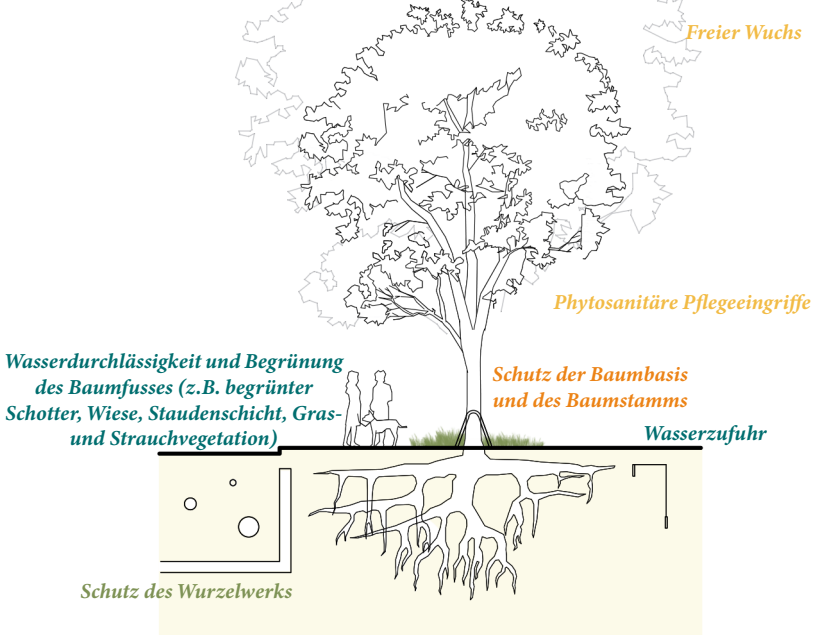 Freier Wuchs
Phytosanitäre Pflegeeingriffe
Wasserdurchlässigkeit und Begrünung
des Baumfusses (z.B. begrünter
Schotter, Wiese, Staudenschicht, Gras-
und Strauchvegetation)
Schutz der Baumbasis
und des Baumstamms
Wasserzufuhr
Schutz des Wurzelwerks